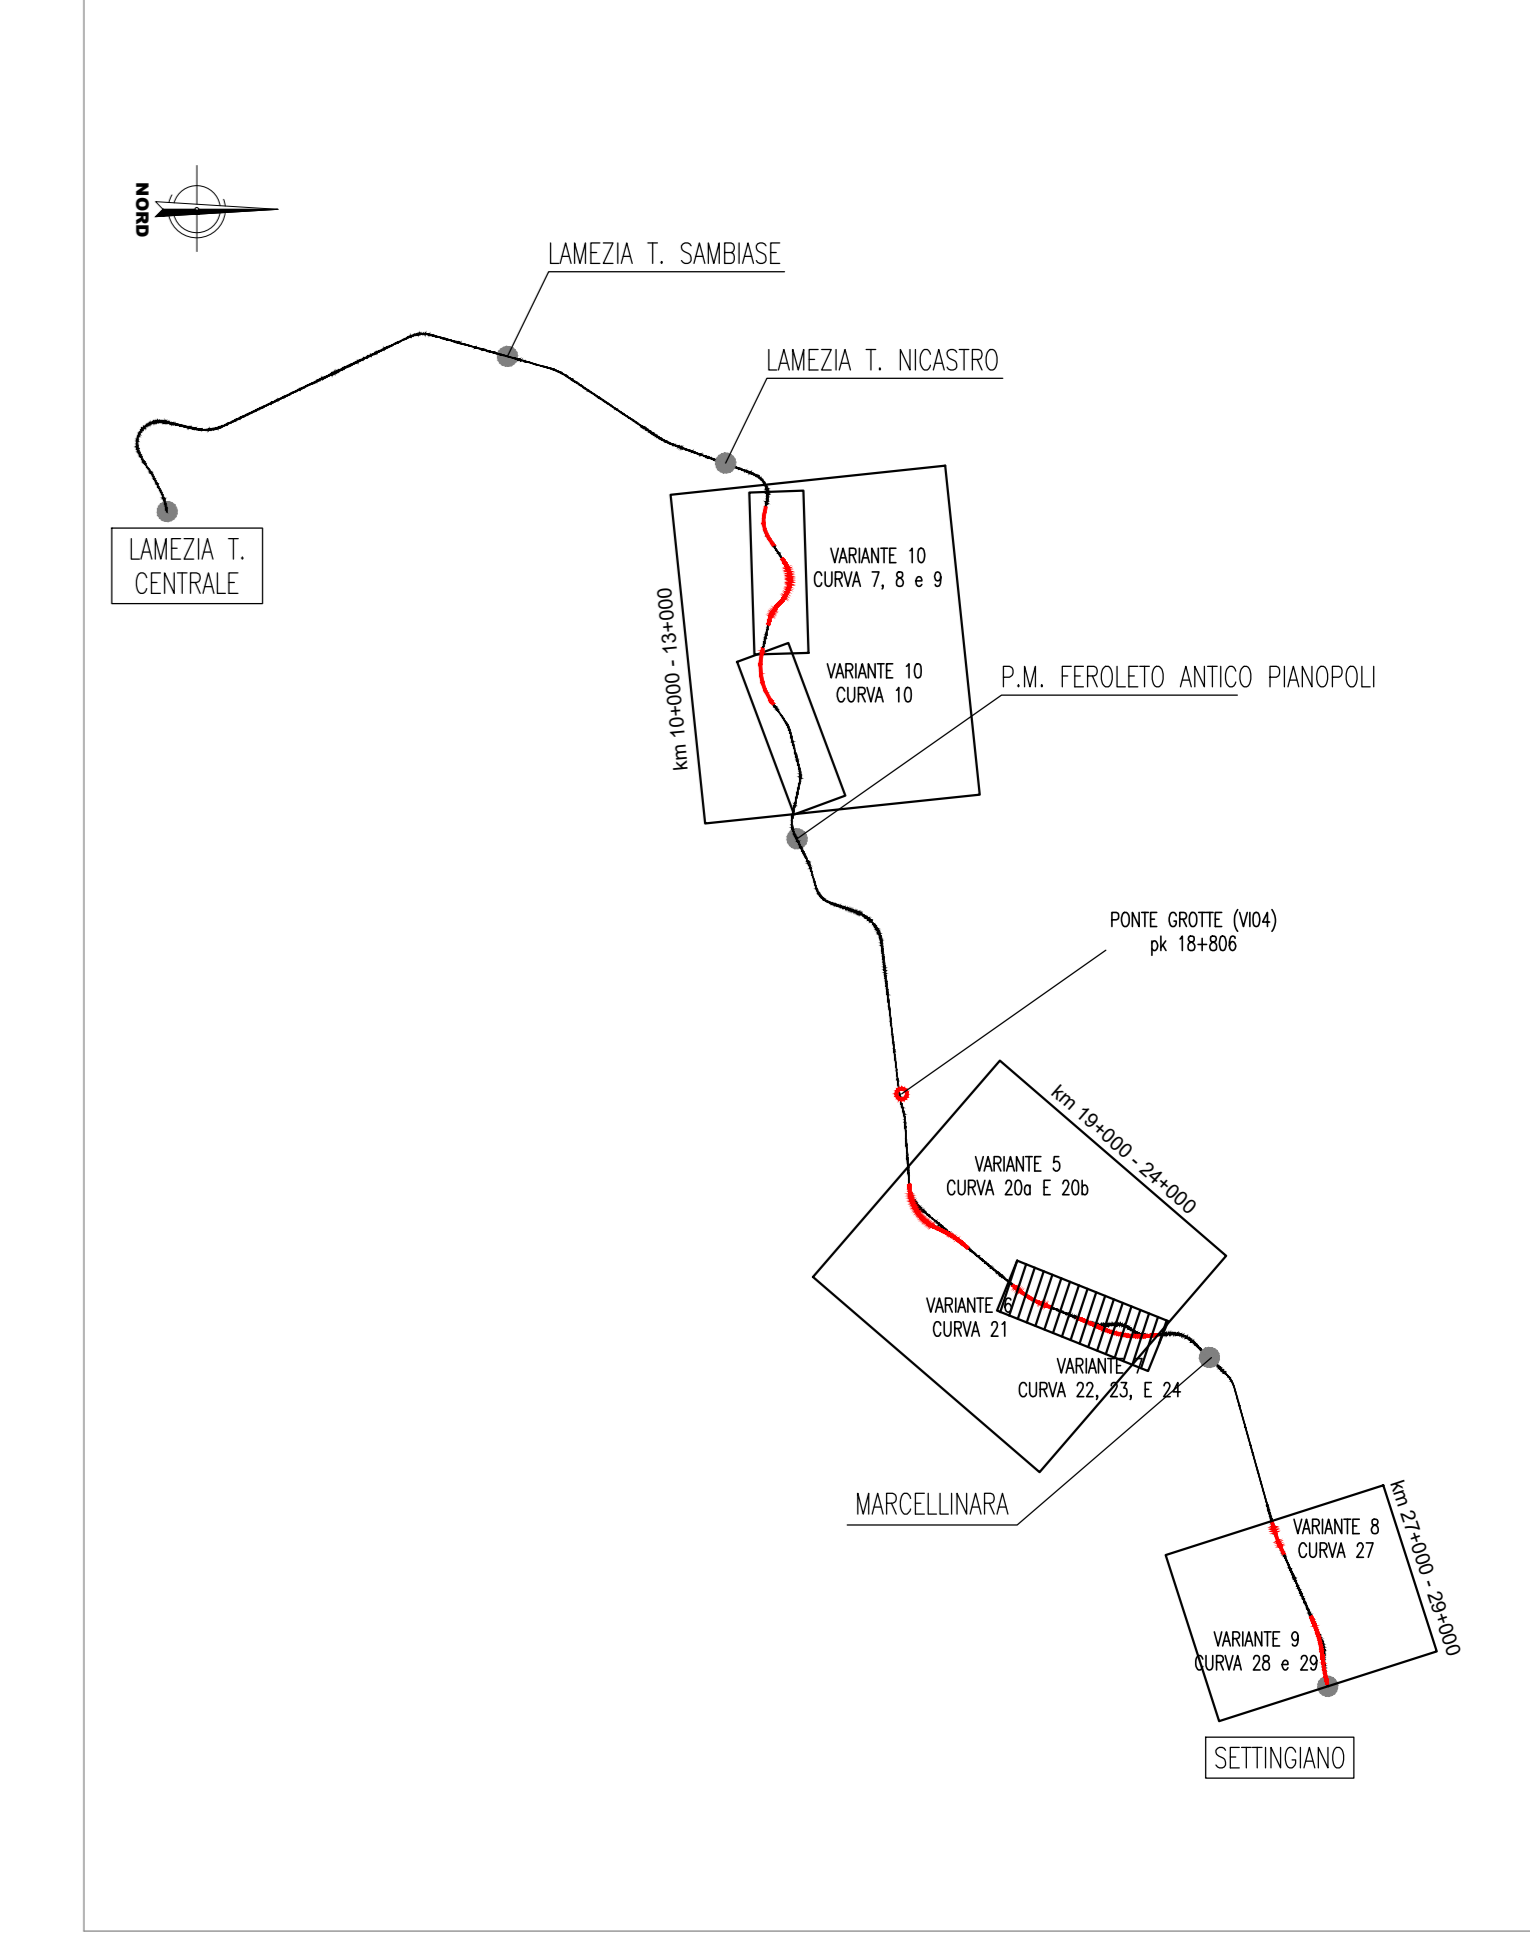 NORD
LAMEZIA T. SAMBIASE
LAMEZIA T. NICASTRO
LAMEZIA T.
CENTRALE
VARIANTE 10
CURVA 7, 8 e 9
km 10+000 - 13+000
VARIANTE 10
CURVA 10
P.M. FEROLETO ANTICO PIANOPOLI
PONTE GROTTE (VI04)
pk 18+806
km 19+000 - 24+000
VARIANTE 5
CURVA 20a E 20b
VARIANTE 6
CURVA 21
VARIANTE 7
CURVA 22, 23, E 24
MARCELLINARA
km 27+000 - 29+000
VARIANTE 8
CURVA 27
VARIANTE 9
CURVA 28 e 29
SETTINGIANO